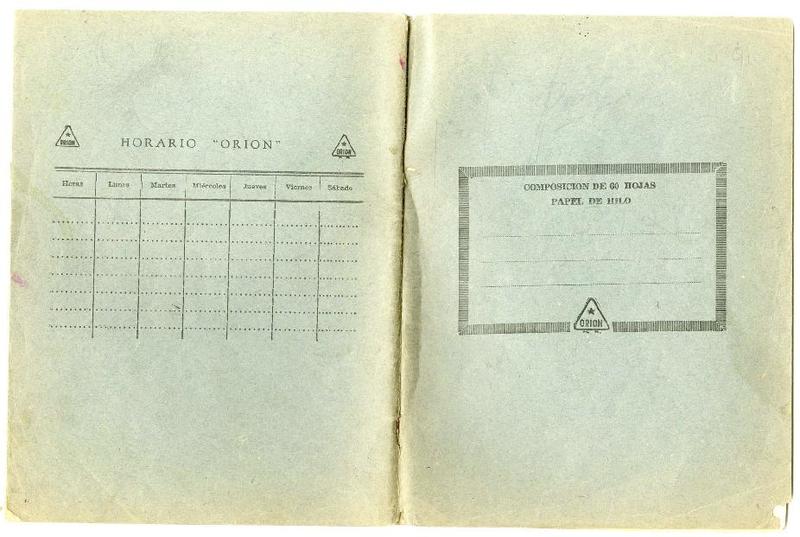 HORARIO "ORION"
ORION
ORION
Horas Lunes Martes Miércoles Jueves Viernes Sábado
COMPOSICION DE 60 HOJAS
PAPEL DE HILO
ORION